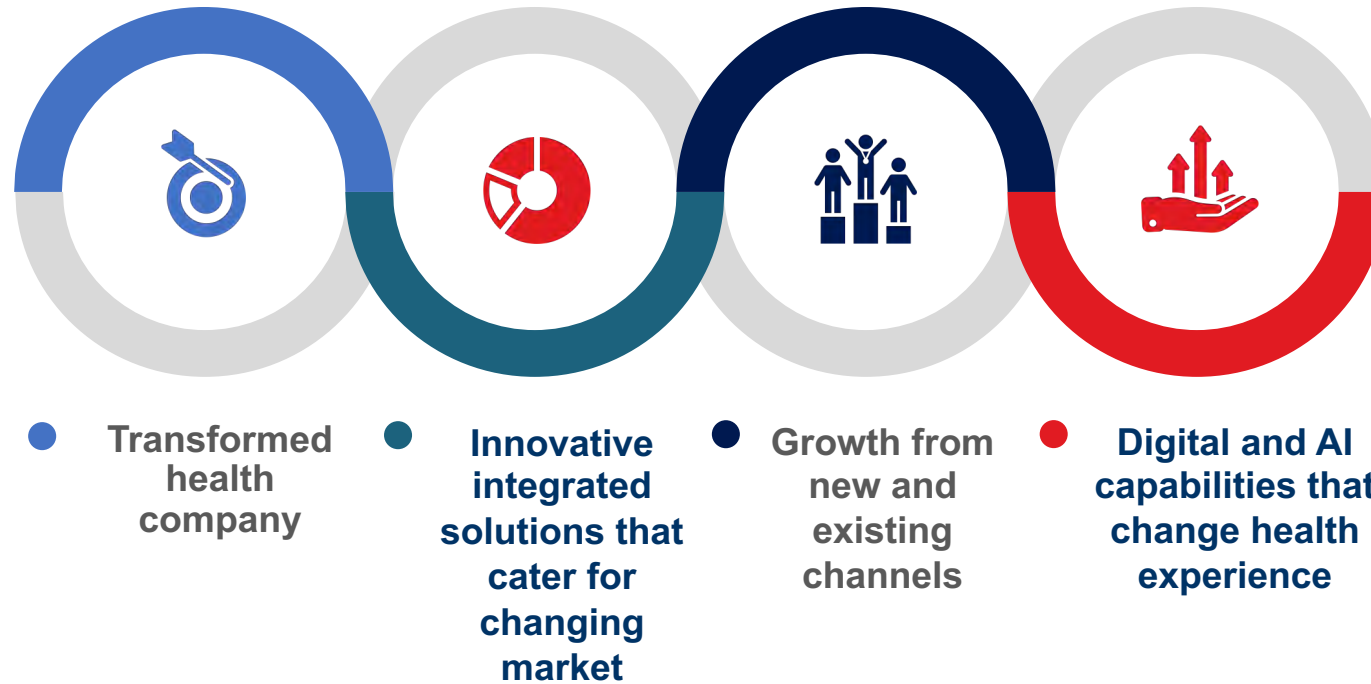 Transformed
health
company
Innovative
integrated
solutions that
cater for
changing
market
Growth from
new and
existing
channels
Digital and AI
capabilities that
change health
experience